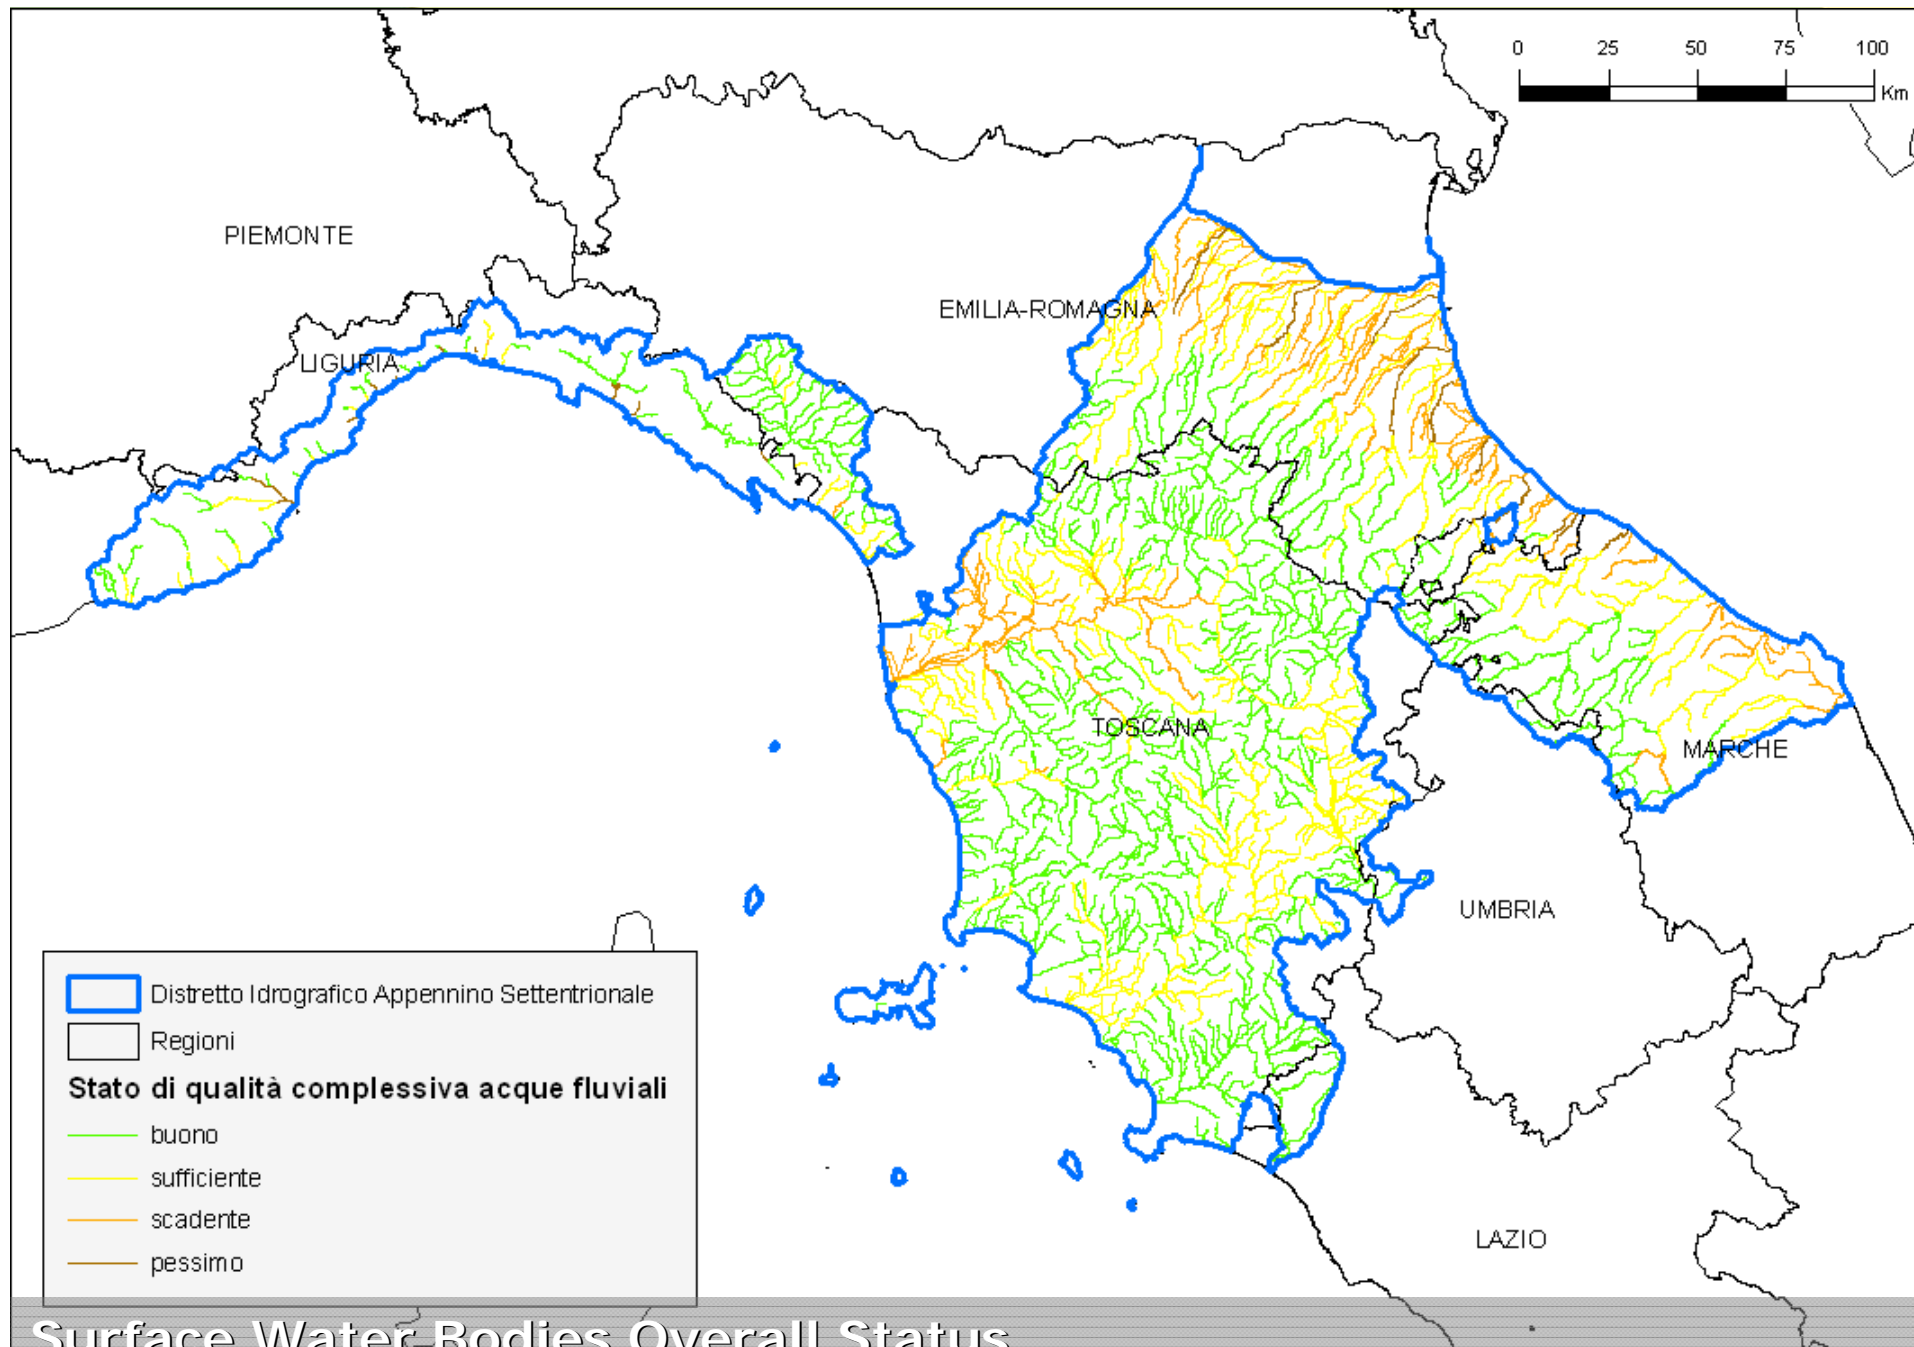 0 25 50 75 100
Km
PIEMONTE
EMILIA-ROMAGNA
LIGURIA
TOSCANA
MARCHE
UMBRIA
LAZIO
Distretto Idrografico Appennino Settentrionale
Regioni
Stato di qualità complessiva acque fluviali
buono
sufficiente
scadente
pessimo
Surface Water Bodies Overall Status